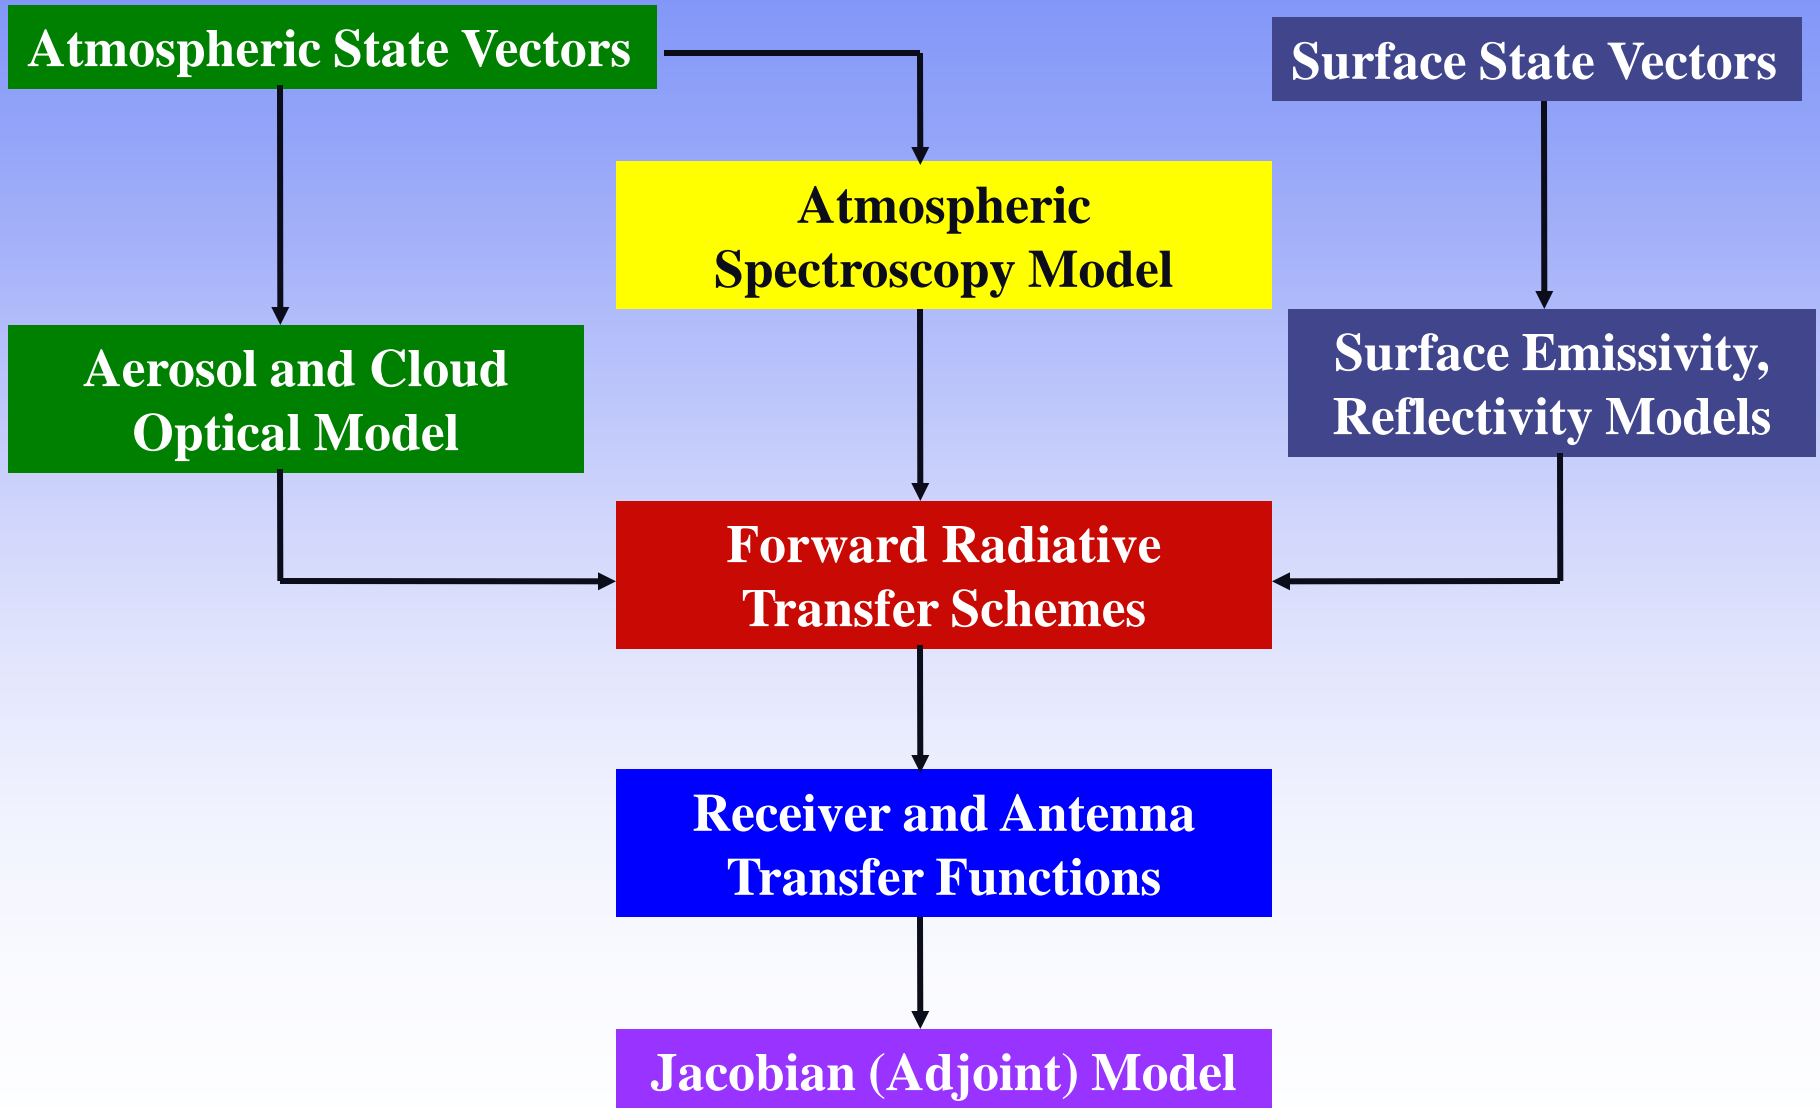 Atmospheric State Vectors
Surface State Vectors
Atmospheric
Spectroscopy Model
Aerosol and Cloud
Optical Model
Surface Emissivity,
Reflectivity Models
Forward Radiative
Transfer Schemes
Receiver and Antenna
Transfer Functions
Jacobian (Adjoint) Model